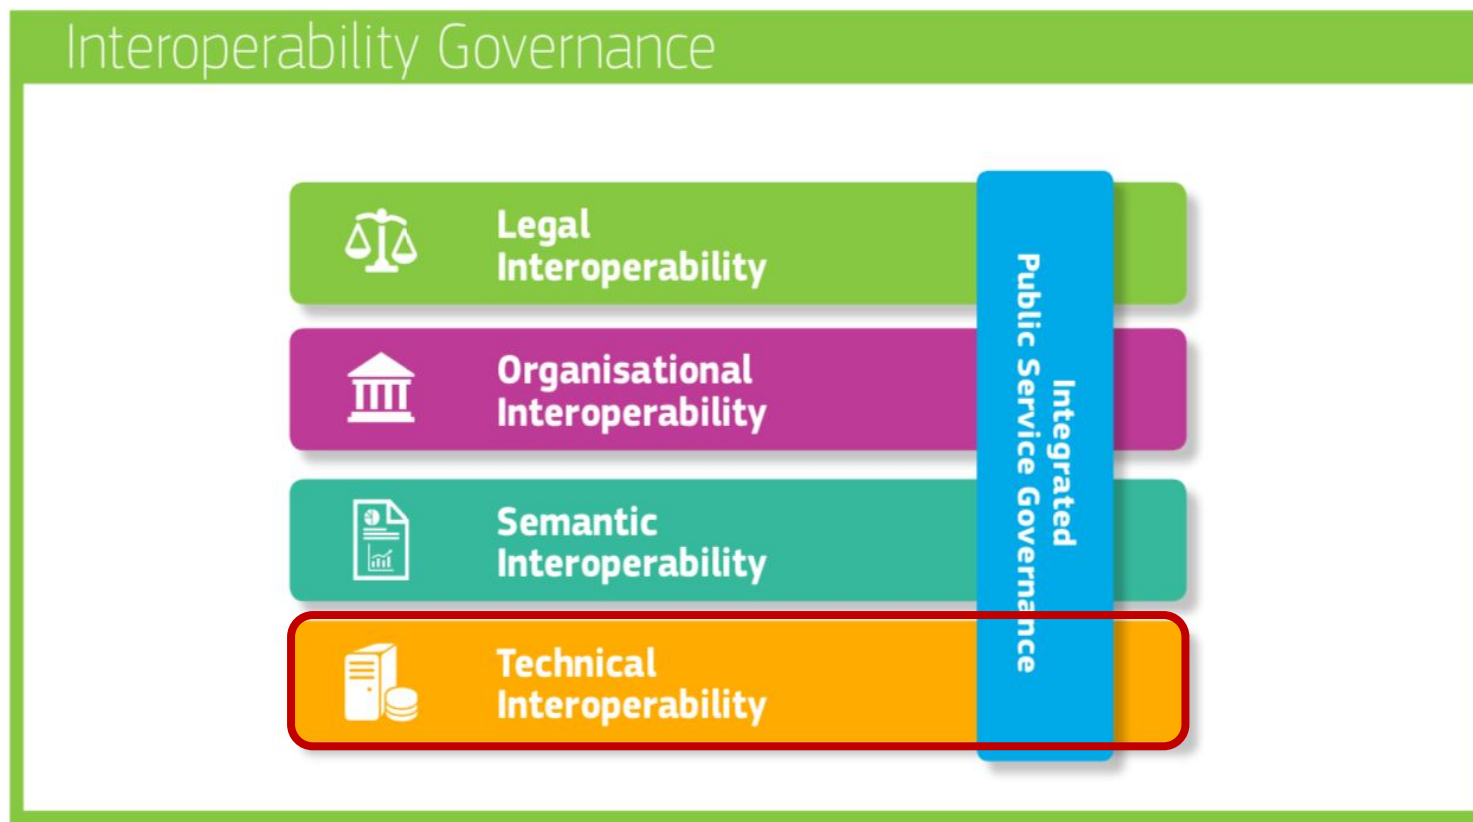 Interoperability Governance
Legal
Interoperability
Organisational
Interoperability
Semantic
Interoperability
Technical
Interoperability
Integrated
Public Service Governance